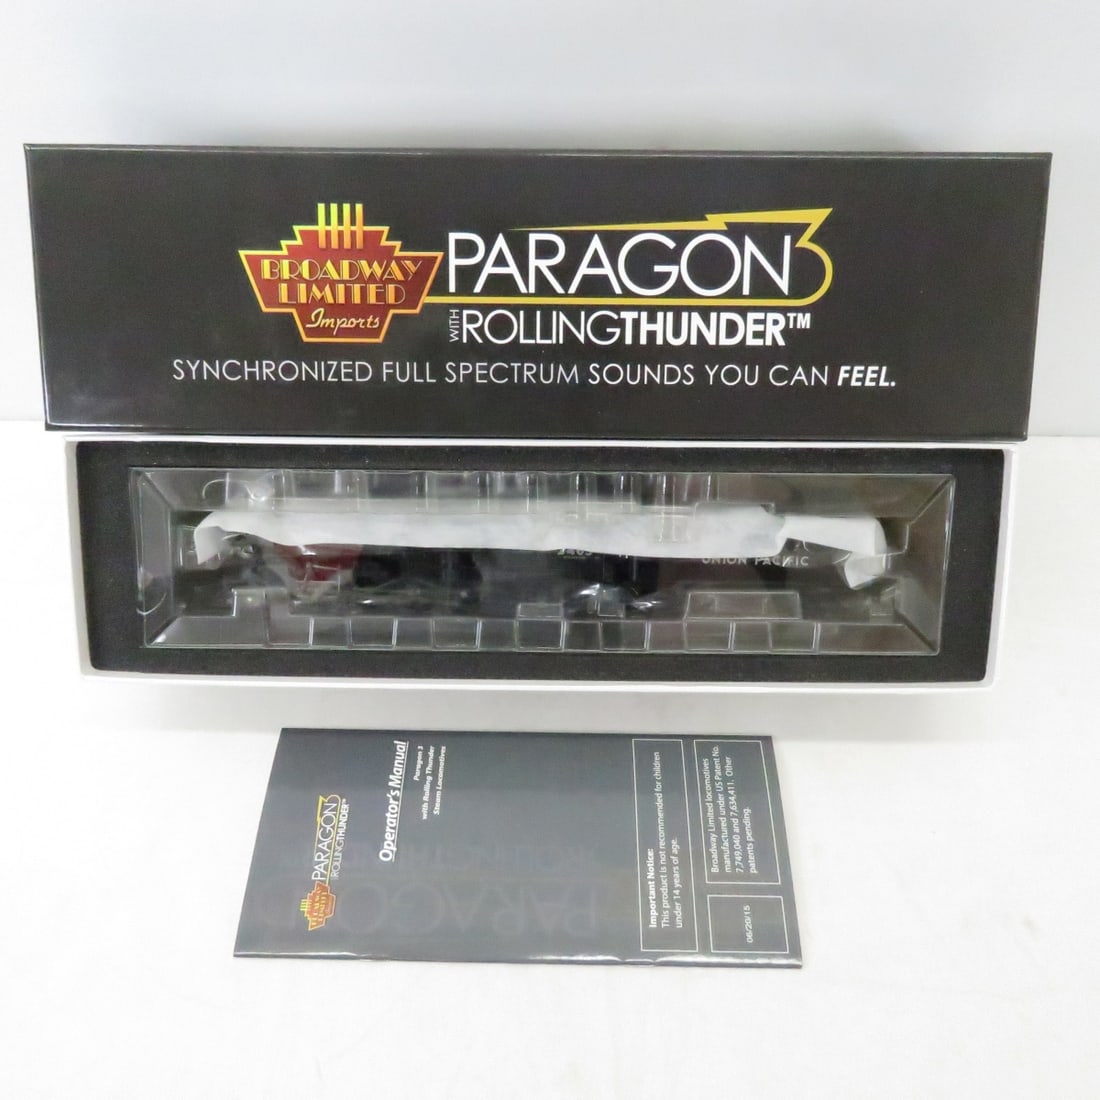 BROADWAY
LIMITED
Imports
PARAGON3
WITH ROLLINGTHUNDER™
SYNCHRONIZED FULL SPECTRUM SOUNDS YOU CAN FEEL.
UNION PACIFIC
BROADWAY
LIMITED
PARAGON3
ROLLINGTHUNDER™
Operator's Manual
Paragon 3
with Rolling Thunder
Steam Locomotives
Important Notice:
This product is not recommended for children
under 14 years of age.
Broadway Limited locomotives
manufactured under US Patent No.
7,749,040 and 7,634,411. Other
patents pending.
06/20/15